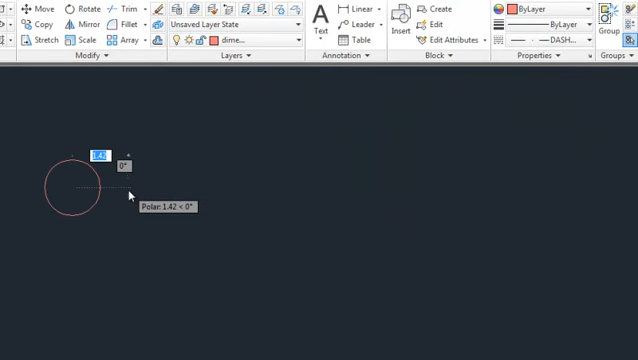 Move
Rotate
Trim
Copy
Mirror
Fillet
Stretch
Scale
Array
Modify
Unsaved Layer State
dime...
Layers
A
Text
Linear
Leader
Table
Annotation
Insert
Create
Edit
Edit Attributes
Block
ByLayer
ByLayer
DASH...
Properties
Group
Groups
1.42
0°
Polar: 1.42 < 0°